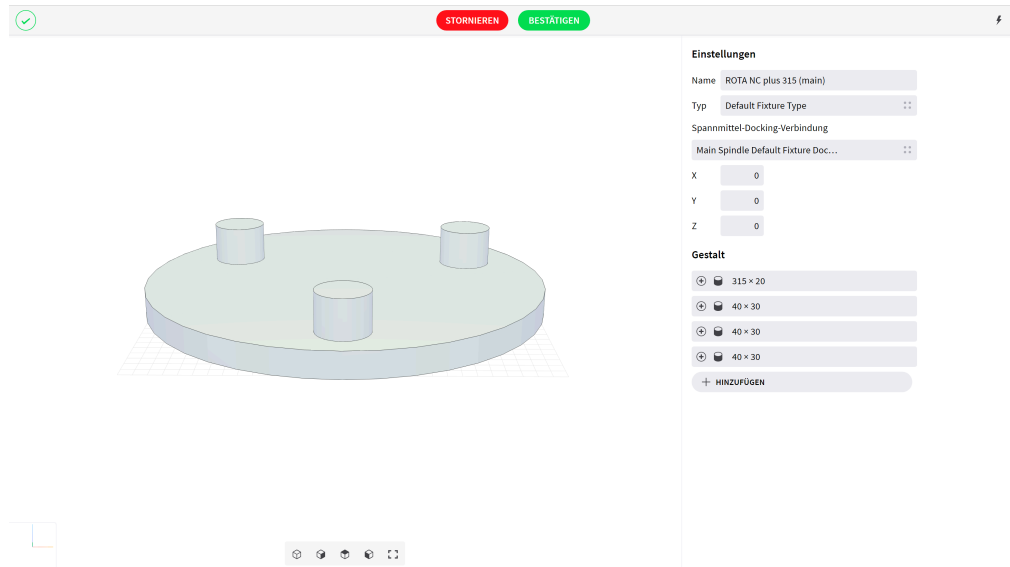 STORNIEREN BESTÄTIGEN
Einstellungen
Name ROTA NC plus 315 (main)
Typ Default Fixture Type
Spannmittel-Docking-Verbindung
Main Spindle Default Fixture Doc...
X 0
Y 0
Z 0
Gestalt
315 × 20
40 × 30
40 × 30
40 × 30
HINZUFÜGEN